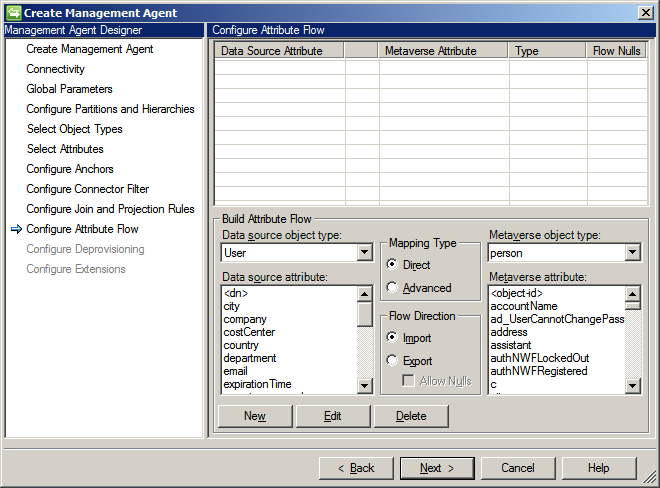 Create Management Agent
Management Agent Designer
Create Management Agent
Connectivity
Global Parameters
Configure Partitions and Hierarchies
Select Object Types
Select Attributes
Configure Anchors
Configure Connector Filter
Configure Join and Projection Rules
Configure Attribute Flow
Configure Deprovisioning
Configure Extensions
Configure Attribute Flow
Data Source Attribute Metaverse Attribute Type Flow Nulls
Build Attribute Flow
Data source object type:
User
Data source attribute:
<dn>
city
company
costCenter
country
department
email
expirationTime
Mapping Type
Direct
Advanced
Flow Direction
Import
Export
Allow Nulls
Metaverse object type:
person
Metaverse attribute:
<object-id>
accountName
ad_UserCannotChangePass
address
assistant
authNWFLockedOut
authNWFRegistered
c
New Edit Delete
< Back Next > Cancel Help